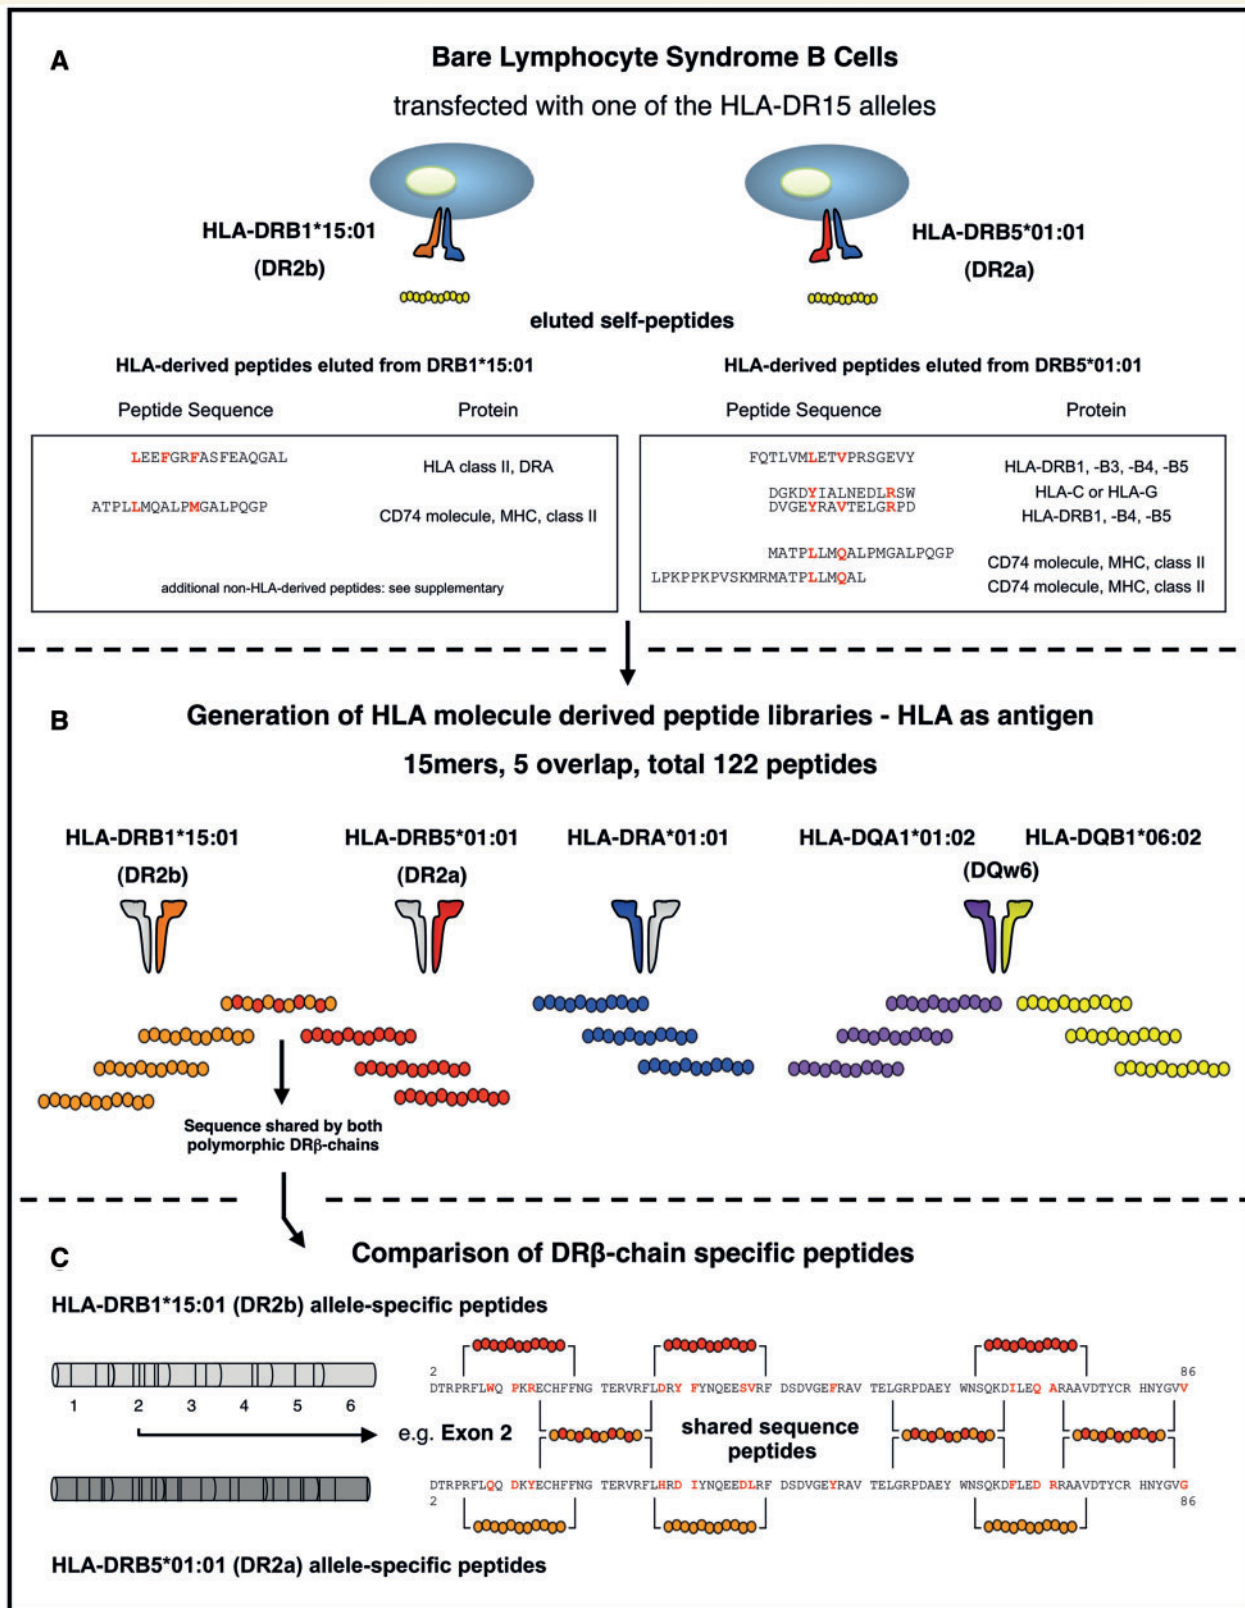 A
Bare Lymphocyte Syndrome B Cells
transfected with one of the HLA-DR15 alleles
HLA-DRB1*15:01
(DR2b)
HLA-DRB5*01:01
(DR2a)
eluted self-peptides
HLA-derived peptides eluted from DRB1*15:01
Peptide Sequence Protein
LEEFGRFASFEAQGAL HLA class II, DRA
ATPLLMQALPMGALPQGP CD74 molecule, MHC, class II
additional non-HLA-derived peptides: see supplementary
HLA-derived peptides eluted from DRB5*01:01
Peptide Sequence Protein
FQTLVMLETVPRSGEVY HLA-DRB1, -B3, -B4, -B5
DGKDYIALNEDLRSW HLA-C or HLA-G
DVGEYRAVTELGRPD HLA-DRB1, -B4, -B5
MATPLLMQALPMGALPQGP CD74 molecule, MHC, class II
LPKPPKPVSKMRMATPLLMQAL CD74 molecule, MHC, class II
B
Generation of HLA molecule derived peptide libraries - HLA as antigen
15mers, 5 overlap, total 122 peptides
HLA-DRB1*15:01
(DR2b)
HLA-DRB5*01:01
(DR2a)
HLA-DRA*01:01
HLA-DQA1*01:02 HLA-DQB1*06:02
(DQw6)
Sequence shared by both
polymorphic DRβ-chains
C
Comparison of DRβ-chain specific peptides
HLA-DRB1*15:01 (DR2b) allele-specific peptides
2 86
DTRPRFLWQ PKRECHFFNG TERVRFLDRY FYNQEESVRF DSDVGEFRAV TELGRPDAEY WNSQKDILEQ ARAAVDTYCR HNYGVV
1 2 3 4 5 6
e.g. Exon 2
shared sequence
peptides
DTRPRFLQQ DKYECHFFNG TERVRFLHRD IYNQEEDLRF DSDVGEYRAV TELGRPDAEY WNSQKDFLED RRAAVDTYCR HNYGVG
2 86
HLA-DRB5*01:01 (DR2a) allele-specific peptides